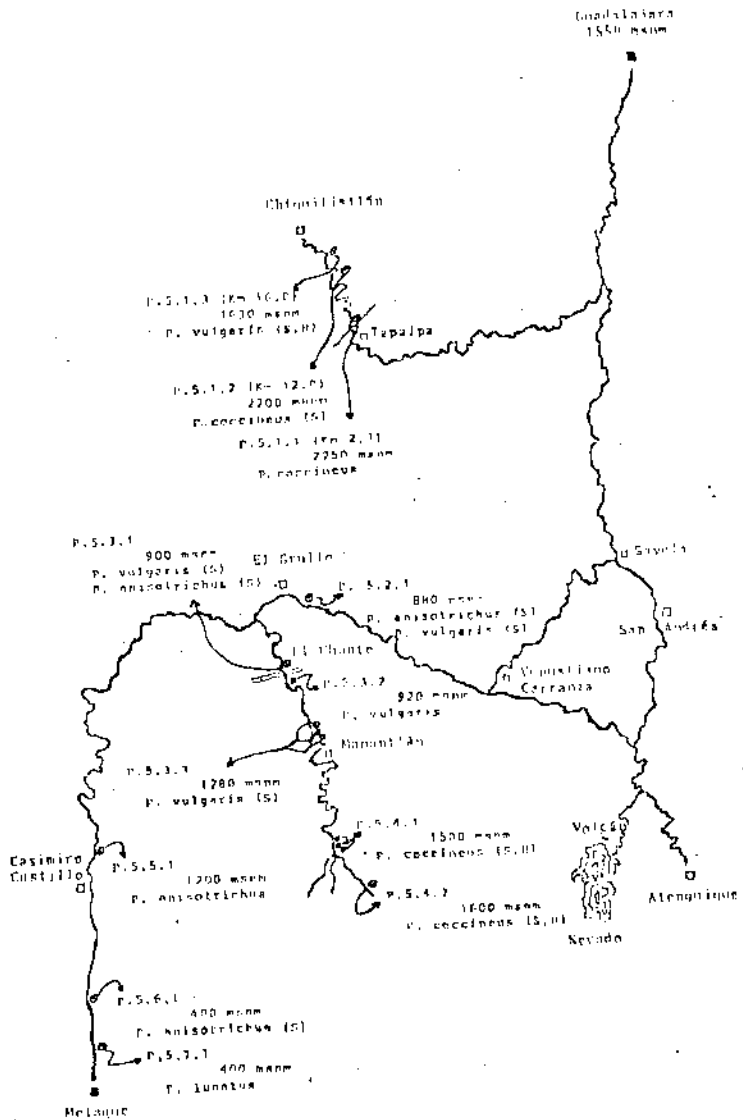 Guadalajara
1550 msnm
Chiquilistlán
P.5.1.3 (Km
msnm
P. vulgaris (S,H)
Tapalpa
P.5.1.2 (Km 12.0)
2200 msnm
P. coccineus (S)
P.5.1.1 (Km 2.7)
2250 msnm
P. coccineus
P.5.3.1
900 msnm
P. vulgaris (S)
P. anisotrichus (S)
El Grullo
P. 5.2.1
880 msnm
P. anisotrichus (S)
P. vulgaris (S)
Sayula
San Andrés
El Chante
P.5.3.2
920 msnm
P. vulgaris
Venustiano
Carranza
Manantlán
P.5.3.3
1280 msnm
P. vulgaris (S)
P.5.4.1
1500 msnm
P. coccineus (S,H)
Volcán
Casimiro
Castillo
P.5.5.1
1200 msnm
P. anisotrichus
P.5.4.2
1600 msnm
P. coccineus (S,H)
Nevado
Atenquique
P.5.6.1
400 msnm
P. anisotrichus (S)
P.5.7.1
400 msnm
P. lunatus
Melaque